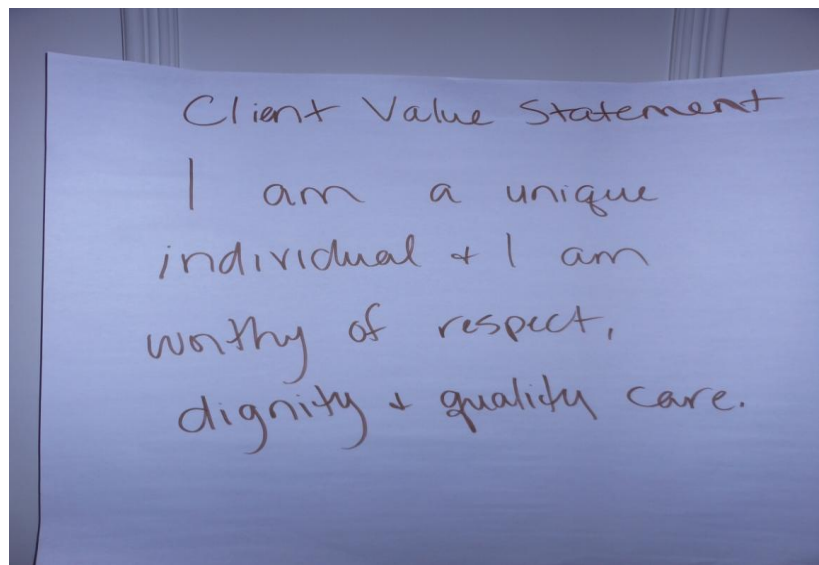 Client Value Statement
I am a unique
individual + I am
worthy of respect,
dignity + quality care.